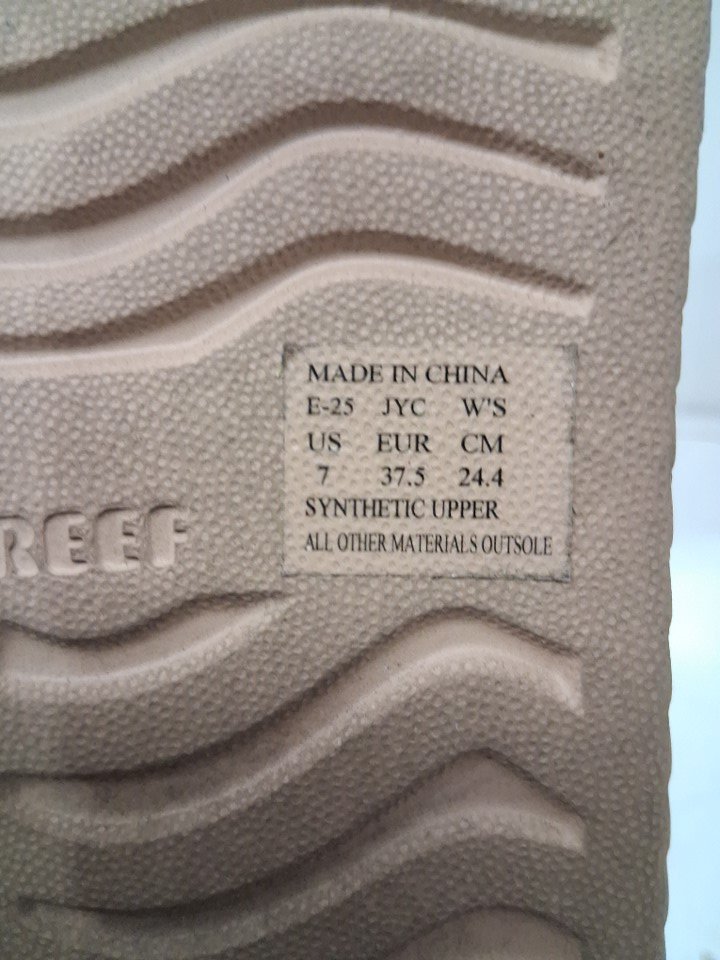 MADE IN CHINA
E-25 JYC W'S
US EUR CM
7 37.5 24.4
SYNTHETIC UPPER
ALL OTHER MATERIALS OUTSOLE
REEF